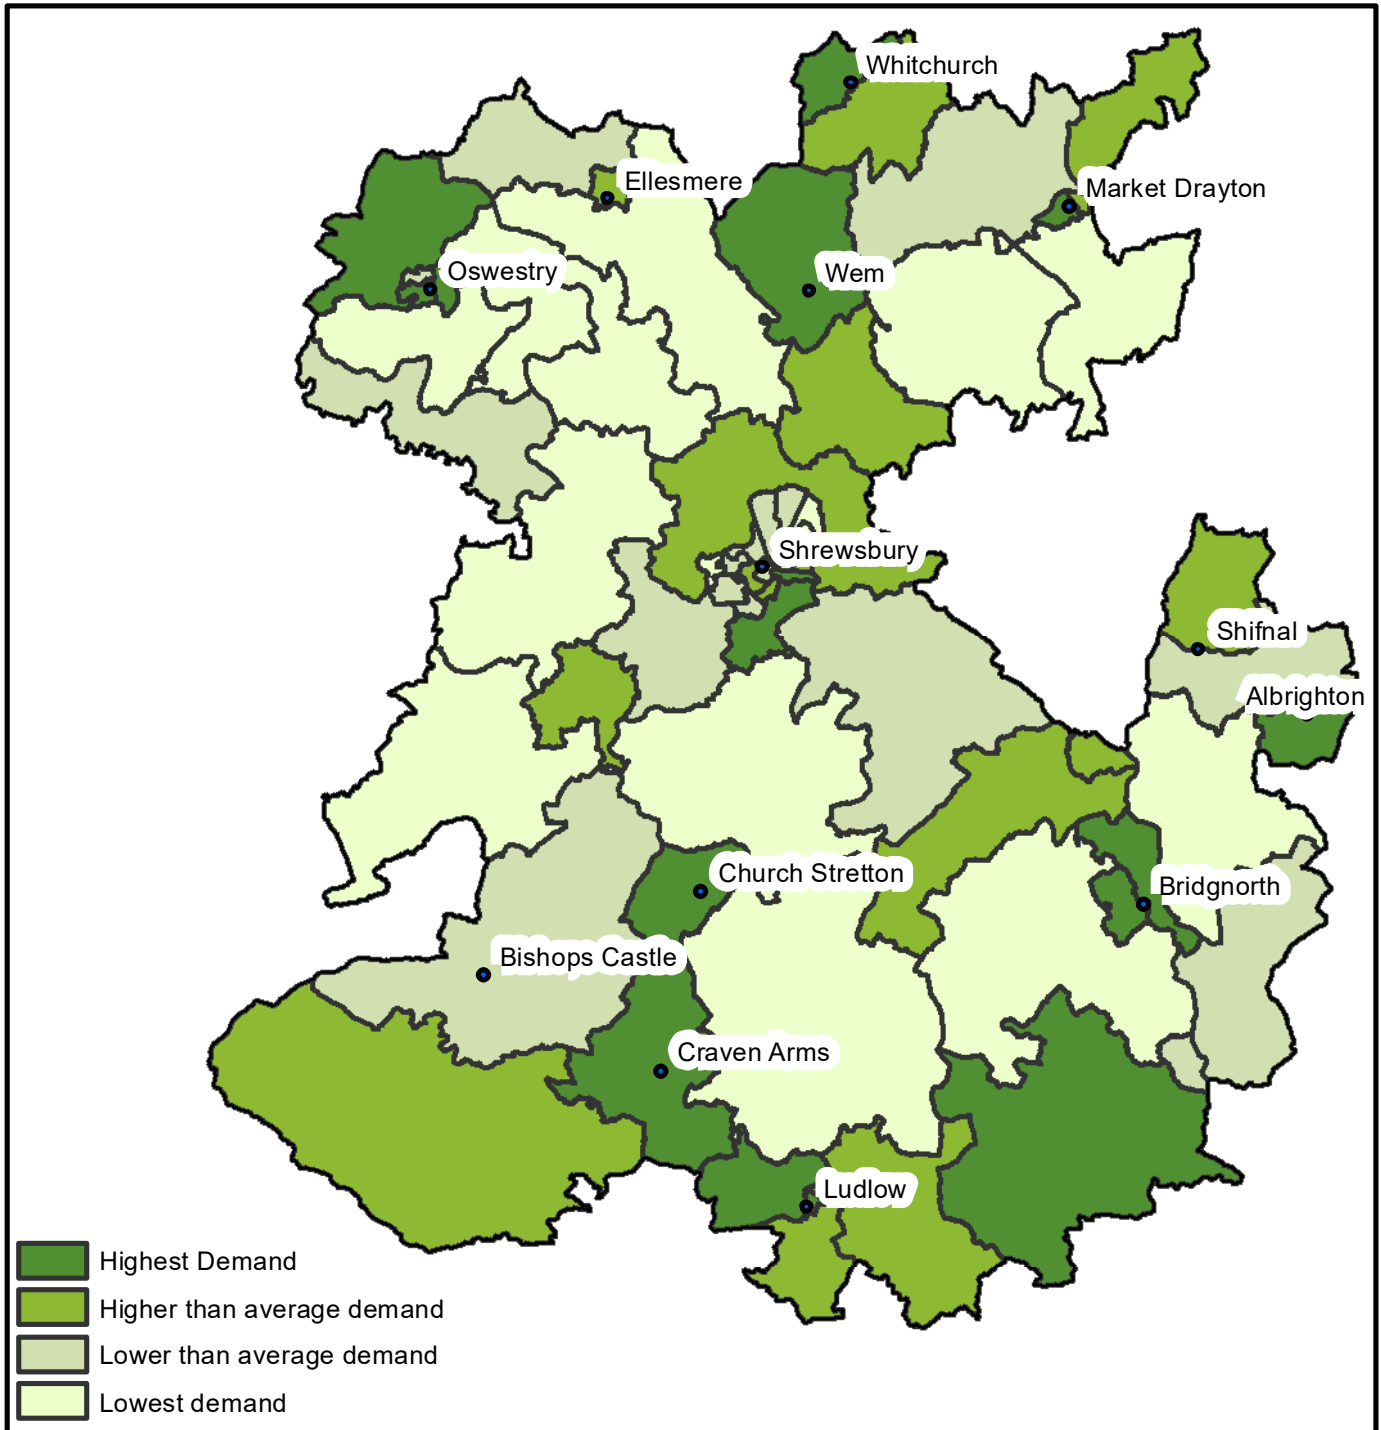 Whitchurch
Ellesmere
Market Drayton
Oswestry
Wem
Shrewsbury
Shifnal
Albrighton
Church Stretton
Bridgnorth
Bishops Castle
Craven Arms
Ludlow
Highest Demand
Higher than average demand
Lower than average demand
Lowest demand